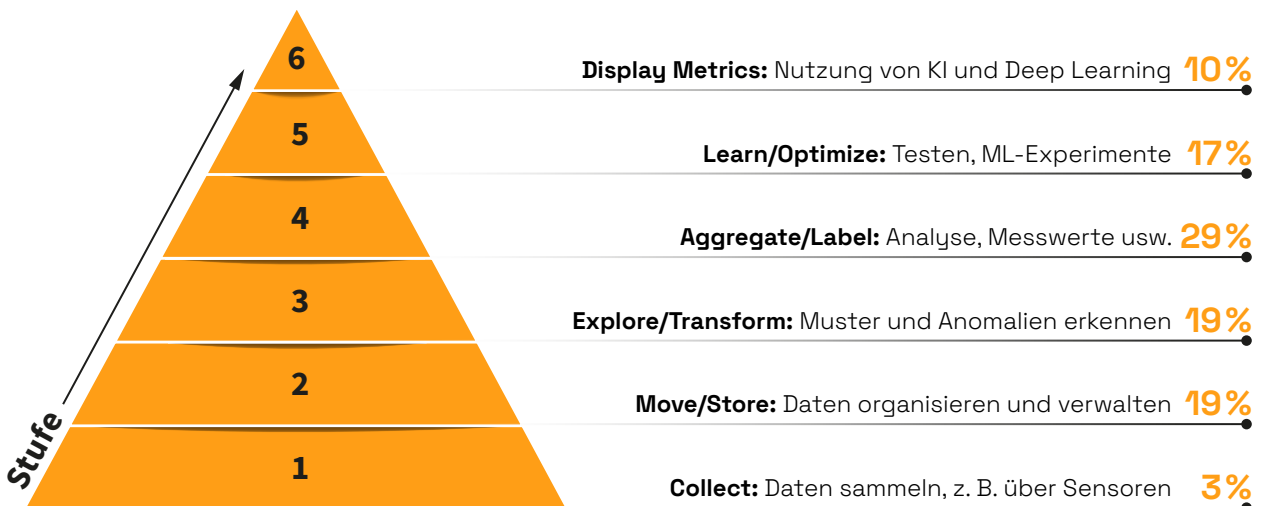 6
Display Metrics: Nutzung von KI und Deep Learning 10%
5
Learn/Optimize: Testen, ML-Experimente 17%
4
Aggregate/Label: Analyse, Messwerte usw. 29%
3
Explore/Transform: Muster und Anomalien erkennen 19%
2
Move/Store: Daten organisieren und verwalten 19%
Stufe
1
Collect: Daten sammeln, z. B. über Sensoren 3%